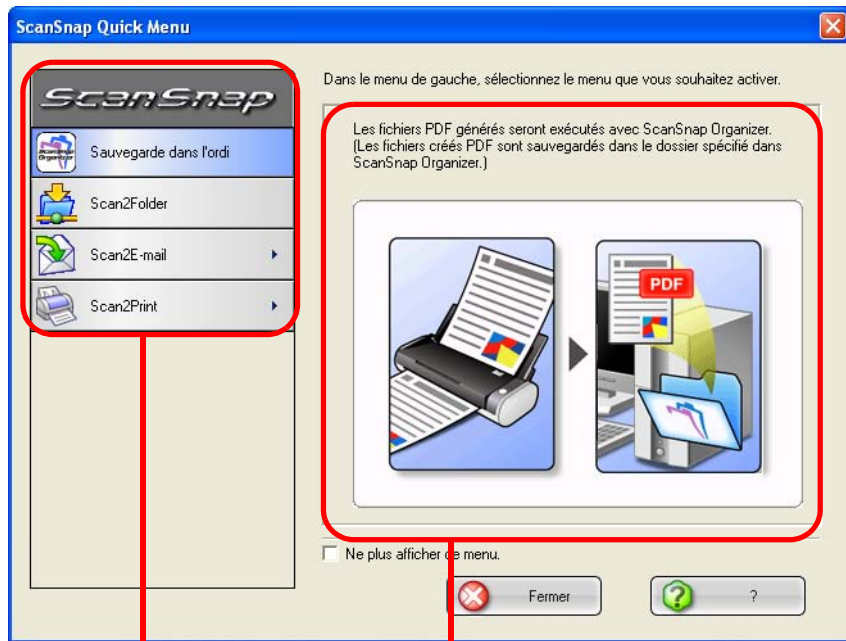 ScanSnap Quick Menu
ScanSnap
Sauvegarde dans l'ordi
Scan2Folder
Scan2E-mail
Scan2Print
Dans le menu de gauche, sélectionnez le menu que vous souhaitez activer.
Les fichiers PDF générés seront exécutés avec ScanSnap Organizer.
(Les fichiers créés PDF sont sauvegardés dans le dossier spécifié dans
ScanSnap Organizer.)
PDF
Ne plus afficher ce menu.
Fermer
?